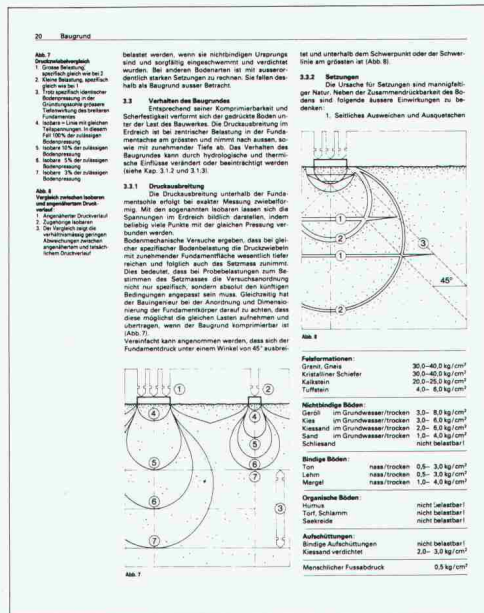 20 Baugrund
Abb. 7
Druckzwiebelvergleich
1 Grosse Belastung, spezifisch gleich wie bei 2
2 Kleine Belastung, spezifisch gleich wie bei 1
3 Trotz spezifisch identischer Bodenpressung in der Gründungssohle grössere Tiefenwirkung des breiten Fundamentes
4 Isobare = Linie mit gleichen Teilspannungen. In diesem Fall 100% der zulässigen Bodenpressung
5 Isobare 10% der zulässigen Bodenpressung
6 Isobare 5% der zulässigen Bodenpressung
7 Isobare 3% der zulässigen Bodenpressung
Abb. 8
Vergleich zwischen Isobaren und angenähertem Druckverlauf
1 Angenäherter Druckverlauf
2 Zugehörige Isobaren
3 Der Vergleich zeigt die verhältnismässig geringen Abweichungen zwischen angenähertem und tatsächlichem Druckverlauf
belastet werden, wenn sie nichtbindigen Ursprungs
sind und sorgfältig eingeschwemmt und verdichtet
wurden. Bei anderen Bodenarten ist mit ausseror-
dentlich starken Setzungen zu rechnen. Sie fallen des-
halb als Baugrund ausser Betracht.
3.3 Verhalten des Baugrundes
Entsprechend seiner Komprimierbarkeit und
Scherfestigkeit verformt sich der gedrückte Boden un-
ter der Last des Bauwerkes. Die Druckausbreitung im
Erdreich ist bei zentrischer Belastung in der Funda-
mentachse am grössten und nimmt nach aussen, so-
wie mit zunehmender Tiefe ab. Das Verhalten des
Baugrundes kann durch hydrologische und thermi-
sche Einflüsse verändert oder beeinträchtigt werden
(siehe Kap. 3.1.2 und 3.1.3).
3.3.1 Druckausbreitung
Die Druckausbreitung unterhalb der Funda-
mentsohle erfolgt bei exakter Messung zwiebelför-
mig. Mit den sogenannten Isobaren lassen sich die
Spannungen im Erdreich bildlich darstellen, indem
beliebig viele Punkte mit der gleichen Pressung ver-
bunden werden.
Bodenmechanische Versuche ergeben, dass bei glei-
cher spezifischer Bodenbelastung die Druckzwiebeln
mit zunehmender Fundamentfläche wesentlich tiefer
reichen und folglich auch das Setzmass zunimmt.
Dies bedeutet, dass bei Probebelastungen zum Be-
stimmen des Setzmasses die Versuchsanordnung
nicht nur spezifisch, sondern absolut den künftigen
Bedingungen angepasst sein muss. Gleichzeitig hat
der Bauingenieur bei der Anordnung und Dimensio-
nierung der Fundamentkörper darauf zu achten, dass
diese möglichst die gleichen Lasten aufnehmen und
übertragen, wenn der Baugrund komprimierbar ist
(Abb. 7).
Vereinfacht kann angenommen werden, dass sich der
Fundamentdruck unter einem Winkel von 45° ausbrei-
1 2
4 4
5 5
6 6
7 7
3
Abb. 7
tet und unterhalb dem Schwerpunkt oder der Schwer-
linie am grössten ist (Abb. 8).
3.3.2 Setzungen
Die Ursache für Setzungen sind mannigfalti-
ger Natur. Neben der Zusammendrückbarkeit des Bo-
dens sind folgende äussere Einwirkungen zu be-
denken:
1. Seitliches Ausweichen und Ausquetschen
1
2
1
3
45°
2
Abb. 8
Felsformationen:
Granit, Gneis 30,0–40,0 kg/cm²
Kristalliner Schiefer 30,0–40,0 kg/cm²
Kalkstein 20,0–25,0 kg/cm²
Tuffstein 4,0– 6,0 kg/cm²
Nichtbindige Böden:
Geröll im Grundwasser/trocken 3,0– 8,0 kg/cm²
Kies im Grundwasser/trocken 3,0– 6,0 kg/cm²
Kiessand im Grundwasser/trocken 2,0– 6,0 kg/cm²
Sand im Grundwasser/trocken 1,0– 4,0 kg/cm²
Schliesand nicht belastbar!
Bindige Böden:
Ton nass/trocken 0,5– 3,0 kg/cm²
Lehm nass/trocken 0,5– 3,0 kg/cm²
Mergel nass/trocken 1,0– 4,0 kg/cm²
Organische Böden:
Humus nicht belastbar!
Torf, Schlamm nicht belastbar!
Seekreide nicht belastbar!
Aufschüttungen:
Bindige Aufschüttungen nicht belastbar!
Kiessand verdichtet 2,0– 3,0 kg/cm²
Menschlicher Fussabdruck 0,5 kg/cm²